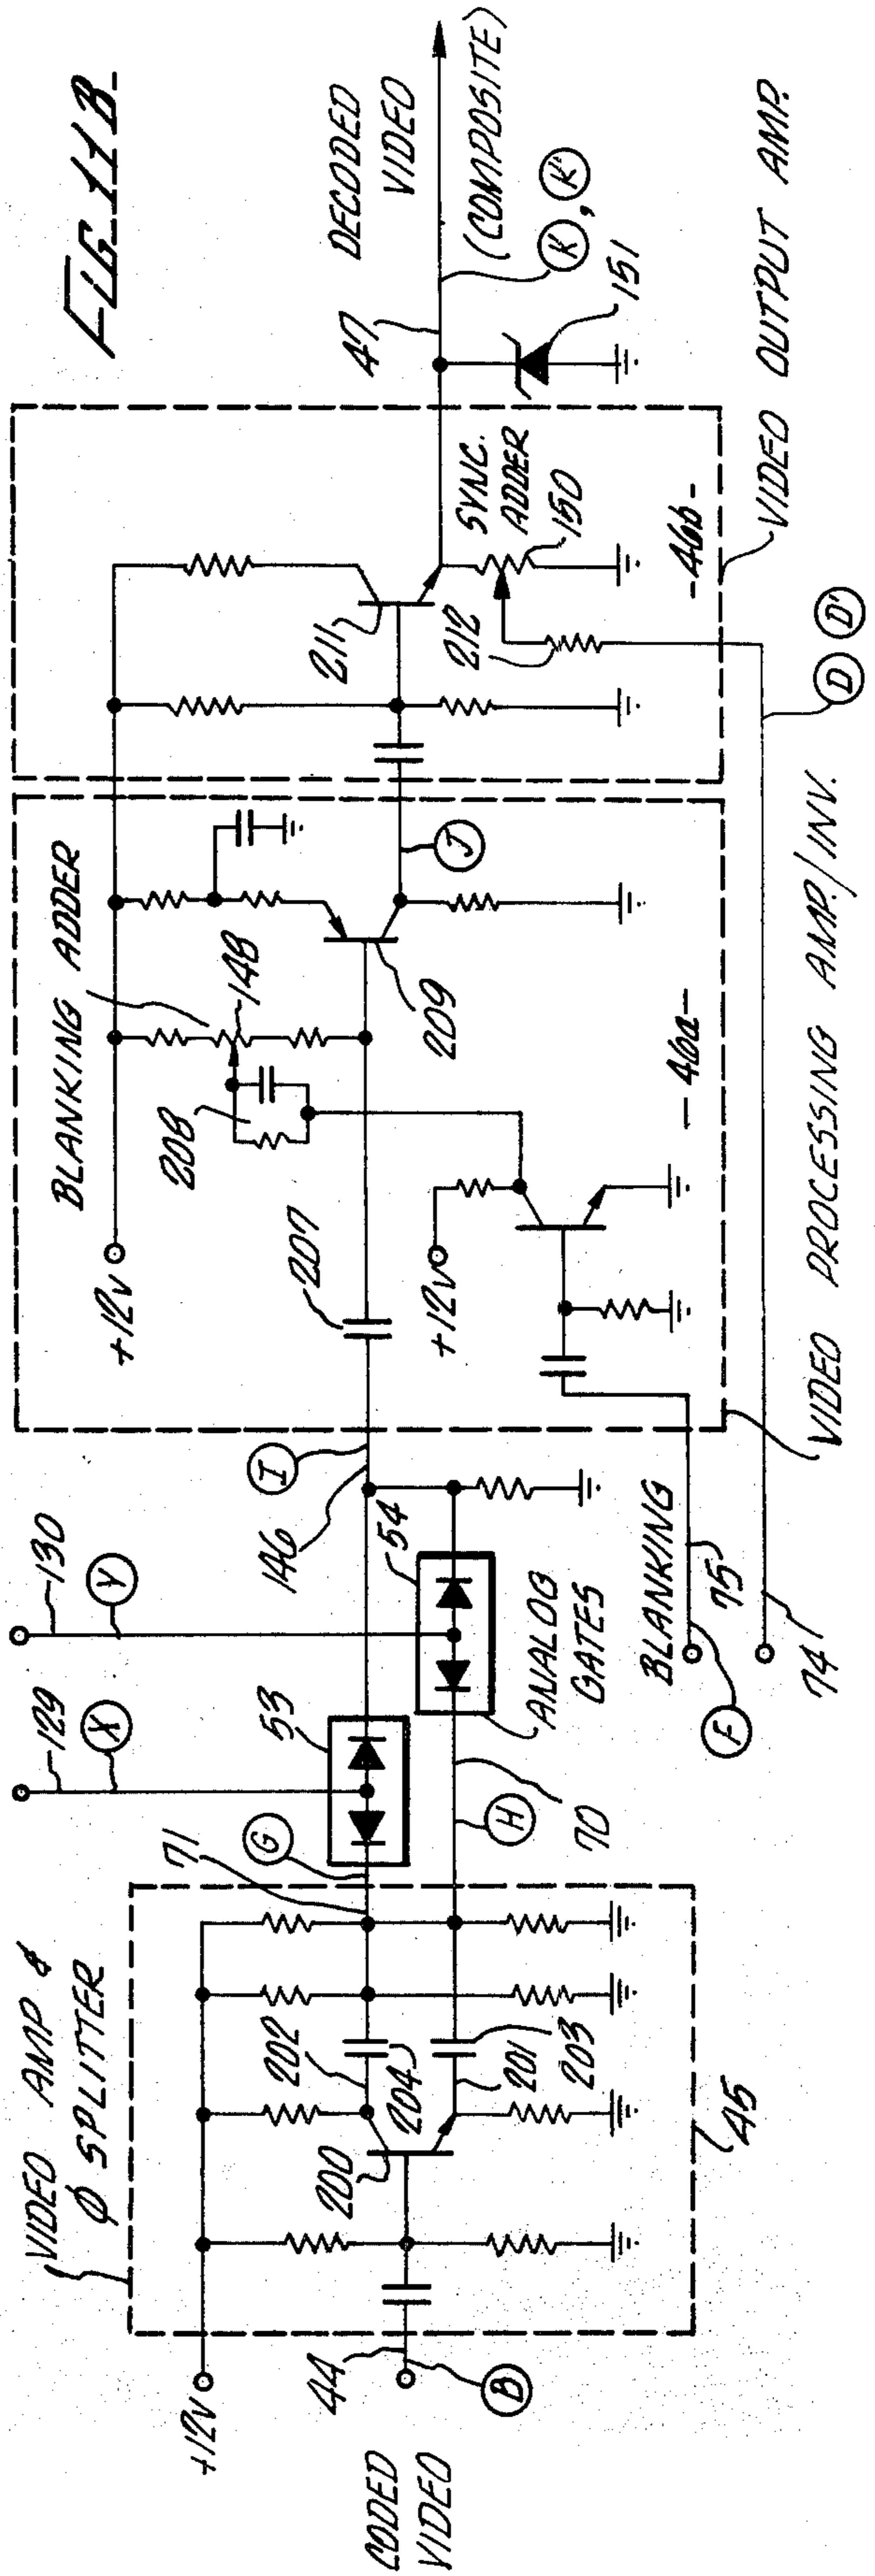 FIG. 11B.
VIDEO AMP &
Ø SPLITTER
+12V
44
B
CODED
VIDEO
200
202
204
201
203
45
71
G
H
70
53
54
129
X
130
Y
ANALOG
GATES
146
I
BLANKING
F
75
74
BLANKING ADDER
+12V
207
208
148
209
+12V
-46a-
J
VIDEO PROCESSING AMP./INV.
211
212
SYNC.
ADDER
150
-46b-
VIDEO OUTPUT AMP.
D D'
47
DECODED
VIDEO
(COMPOSITE)
K, K'
151